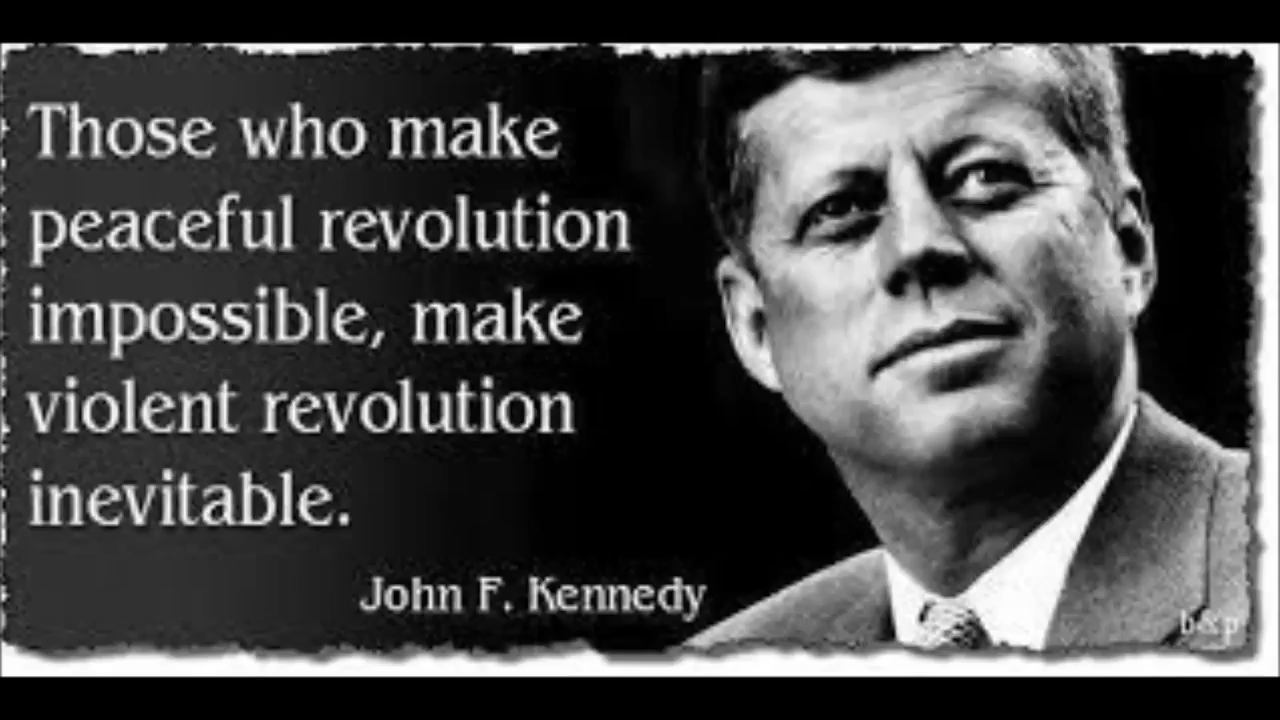 Those who make
peaceful revolution
impossible, make
violent revolution
inevitable.
John F. Kennedy
b&p